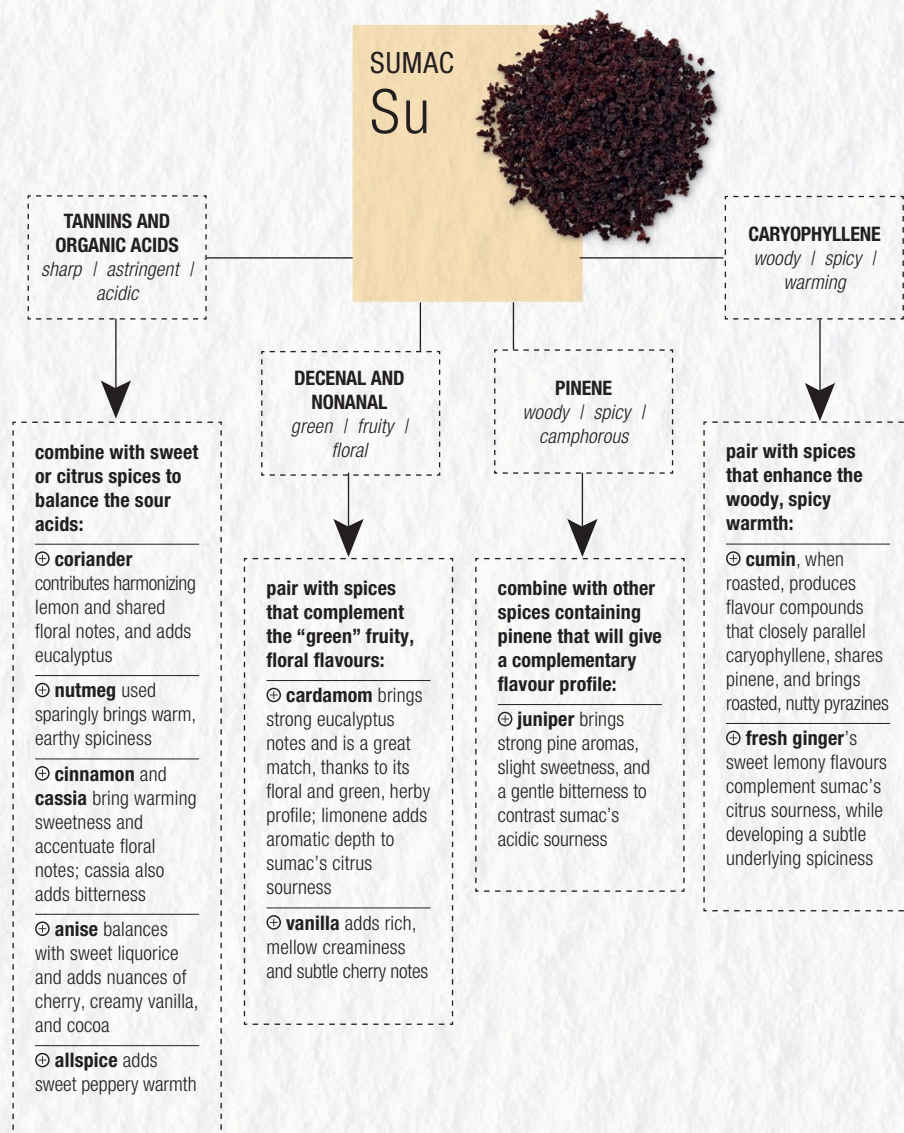 SUMAC
Su
TANNINS AND
ORGANIC ACIDS
sharp | astringent |
acidic
combine with sweet
or citrus spices to
balance the sour
acids:
⊕ coriander
contributes harmonizing
lemon and shared
floral notes, and adds
eucalyptus
⊕ nutmeg used
sparingly brings warm,
earthy spiciness
⊕ cinnamon and
cassia bring warming
sweetness and
accentuate floral
notes; cassia also
adds bitterness
⊕ anise balances
with sweet liquorice
and adds nuances of
cherry, creamy vanilla,
and cocoa
⊕ allspice adds
sweet peppery warmth
DECENAL AND
NONANAL
green | fruity |
floral
pair with spices
that complement
the “green” fruity,
floral flavours:
⊕ cardamom brings
strong eucalyptus
notes and is a great
match, thanks to its
floral and green, herby
profile; limonene adds
aromatic depth to
sumac’s citrus
sourness
⊕ vanilla adds rich,
mellow creaminess
and subtle cherry notes
PINENE
woody | spicy |
camphorous
combine with other
spices containing
pinene that will give
a complementary
flavour profile:
⊕ juniper brings
strong pine aromas,
slight sweetness, and
a gentle bitterness to
contrast sumac’s
acidic sourness
CARYOPHYLLENE
woody | spicy |
warming
pair with spices
that enhance the
woody, spicy
warmth:
⊕ cumin, when
roasted, produces
flavour compounds
that closely parallel
caryophyllene, shares
pinene, and brings
roasted, nutty pyrazines
⊕ fresh ginger’s
sweet lemony flavours
complement sumac’s
citrus sourness, while
developing a subtle
underlying spiciness